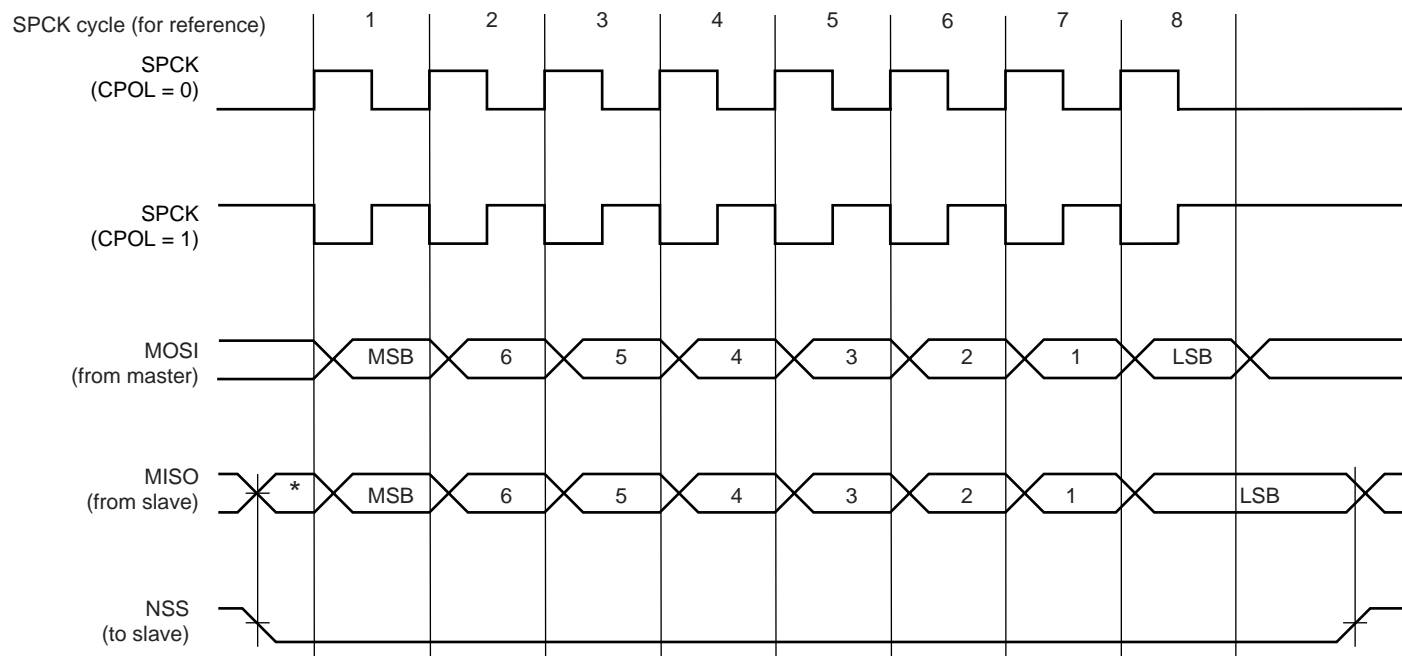 SPCK cycle (for reference)
1 2 3 4 5 6 7 8
SPCK
(CPOL = 0)
SPCK
(CPOL = 1)
MOSI
(from master)
MSB 6 5 4 3 2 1 LSB
MISO
(from slave)
* MSB 6 5 4 3 2 1 LSB
NSS
(to slave)